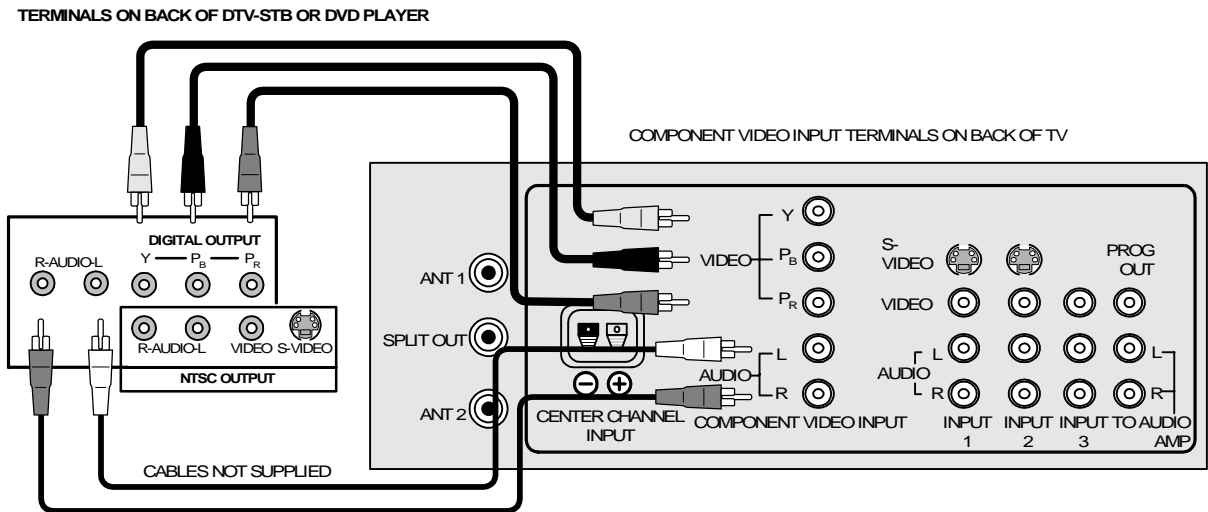 TERMINALS ON BACK OF DTV-STB OR DVD PLAYER
COMPONENT VIDEO INPUT TERMINALS ON BACK OF TV
DIGITAL OUTPUT
R-AUDIO-L Y PB PR
R-AUDIO-L VIDEO S-VIDEO
NTSC OUTPUT
CABLES NOT SUPPLIED
ANT 1
SPLIT OUT
ANT 2
- +
CENTER CHANNEL
INPUT
VIDEO
Y
PB
PR
AUDIO
L
R
COMPONENT VIDEO INPUT
S-
VIDEO
VIDEO
AUDIO
L
R
PROG
OUT
L
R
INPUT INPUT INPUT TO AUDIO
1 2 3 AMP